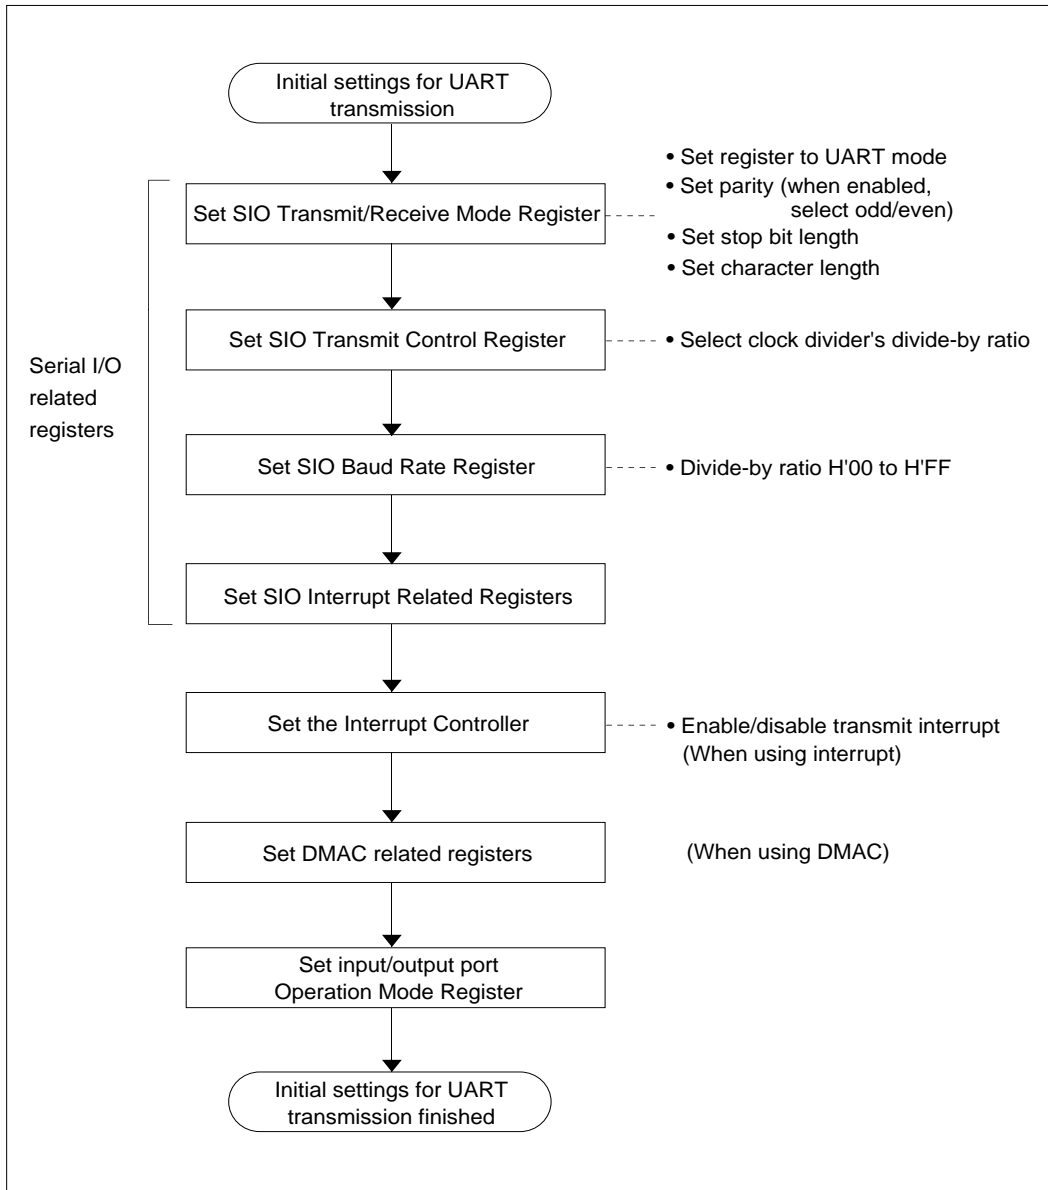 Initial settings for UART
transmission
• Set register to UART mode
• Set parity (when enabled,
select odd/even)
• Set stop bit length
• Set character length
Set SIO Transmit/Receive Mode Register
Set SIO Transmit Control Register
• Select clock divider's divide-by ratio
Serial I/O
related
registers
Set SIO Baud Rate Register
• Divide-by ratio H'00 to H'FF
Set SIO Interrupt Related Registers
Set the Interrupt Controller
• Enable/disable transmit interrupt
(When using interrupt)
Set DMAC related registers
(When using DMAC)
Set input/output port
Operation Mode Register
Initial settings for UART
transmission finished